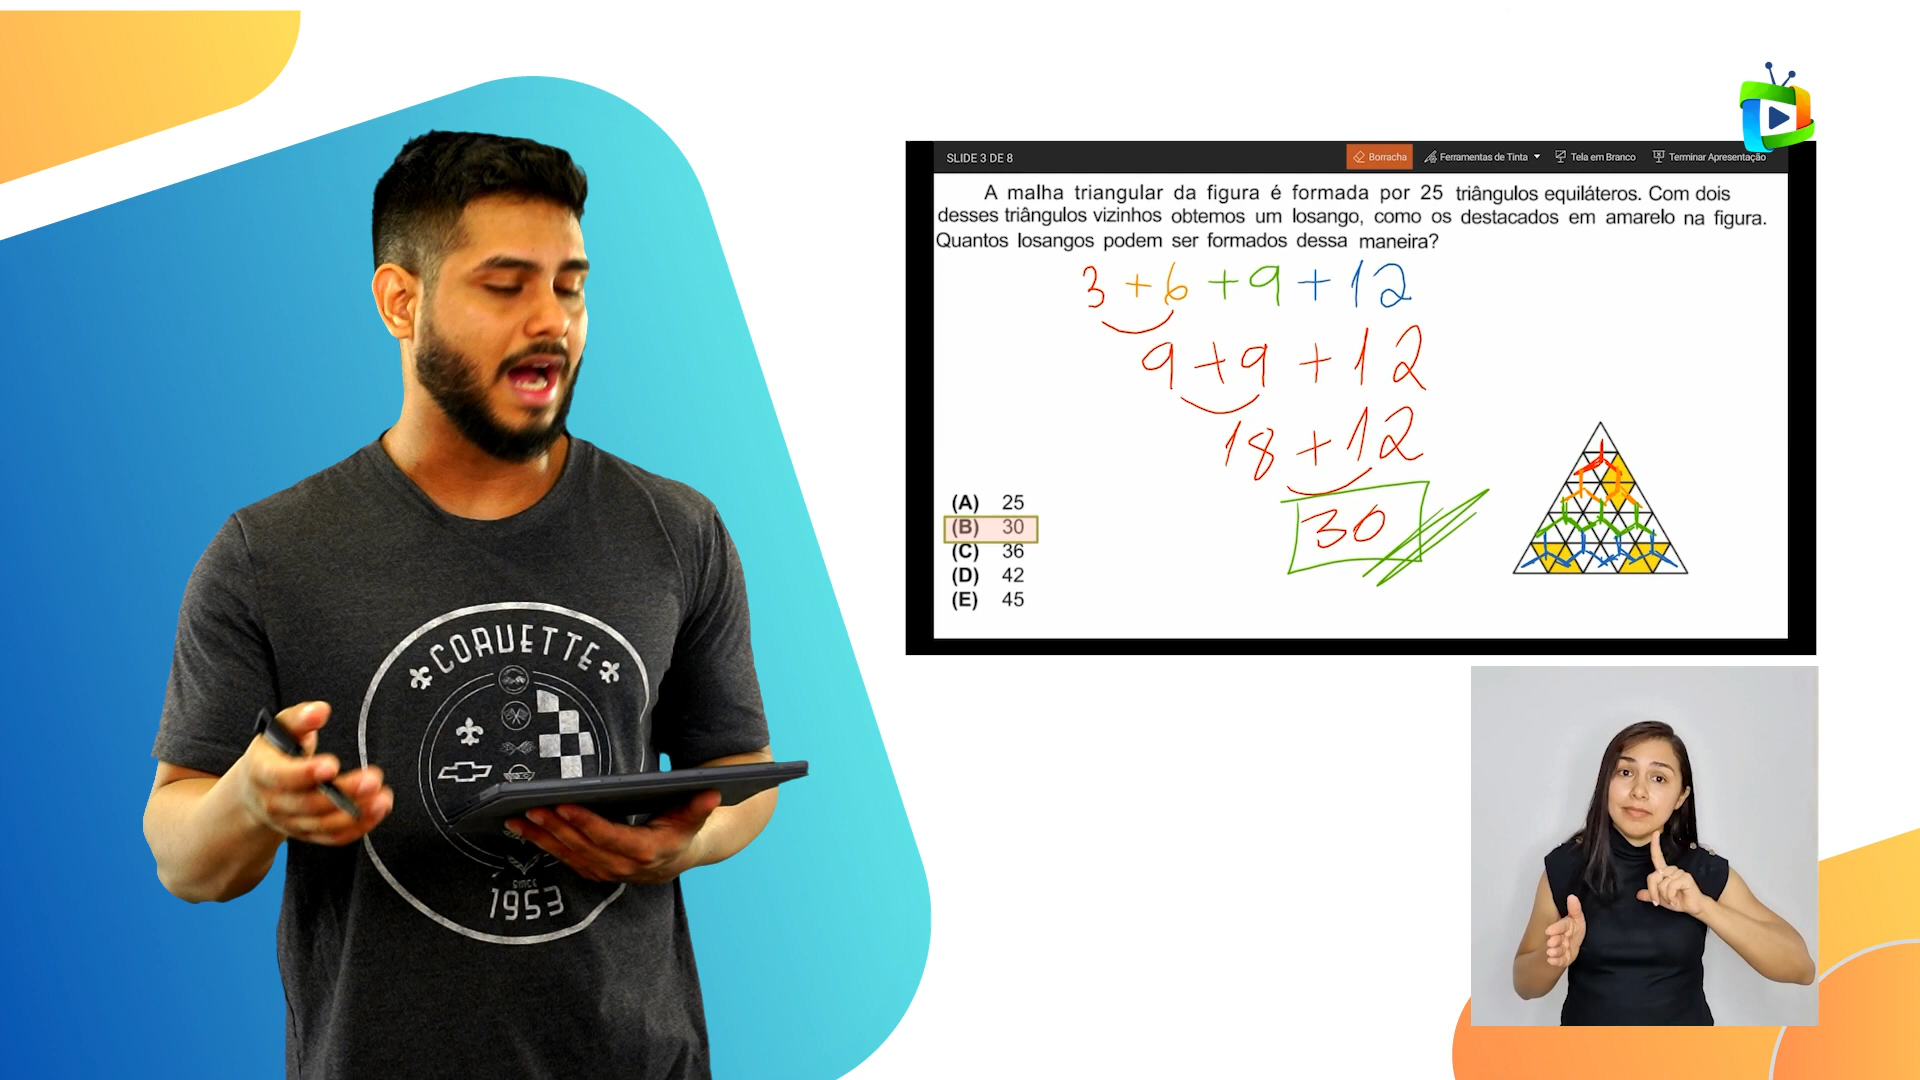 SLIDE 3 DE 8
Borracha
Ferramentas de Tinta
Tela em Branco
Terminar Apresentação
A malha triangular da figura é formada por 25 triângulos equiláteros. Com dois
desses triângulos vizinhos obtemos um losango, como os destacados em amarelo na figura.
Quantos losangos podem ser formados dessa maneira?
3 + 6 + 9 + 12
9 + 9 + 12
18 + 12
30
(A) 25
(B) 30
(C) 36
(D) 42
(E) 45
CORVETTE
SINCE
1953